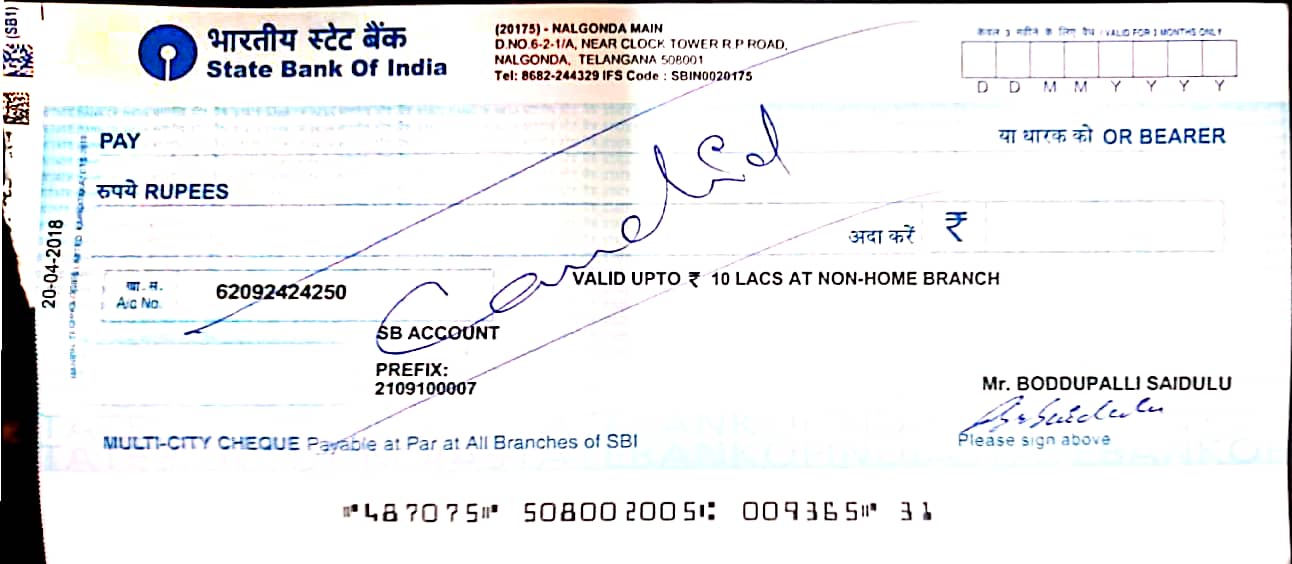 (SB1)
भारतीय स्टेट बैंक
State Bank Of India
(20175) - NALGONDA MAIN
D.NO.6-2-1/A, NEAR CLOCK TOWER R P ROAD,
NALGONDA, TELANGANA 508001
Tel: 8682-244329 IFS Code : SBIN0020175
केवल 3 महीने के लिए वैध / VALID FOR 3 MONTHS ONLY
D D M M Y Y Y Y
PAY
या धारक को OR BEARER
रुपये RUPEES
अदा करें ₹
20-04-2018
खा. सं.
A/c No.
62092424250
VALID UPTO ₹ 10 LACS AT NON-HOME BRANCH
SB ACCOUNT
PREFIX:
2109100007
Mr. BODDUPALLI SAIDULU
Please sign above
MULTI-CITY CHEQUE Payable at Par at All Branches of SBI
⑈487075⑈ 508002005⑆ 009365⑈ 31